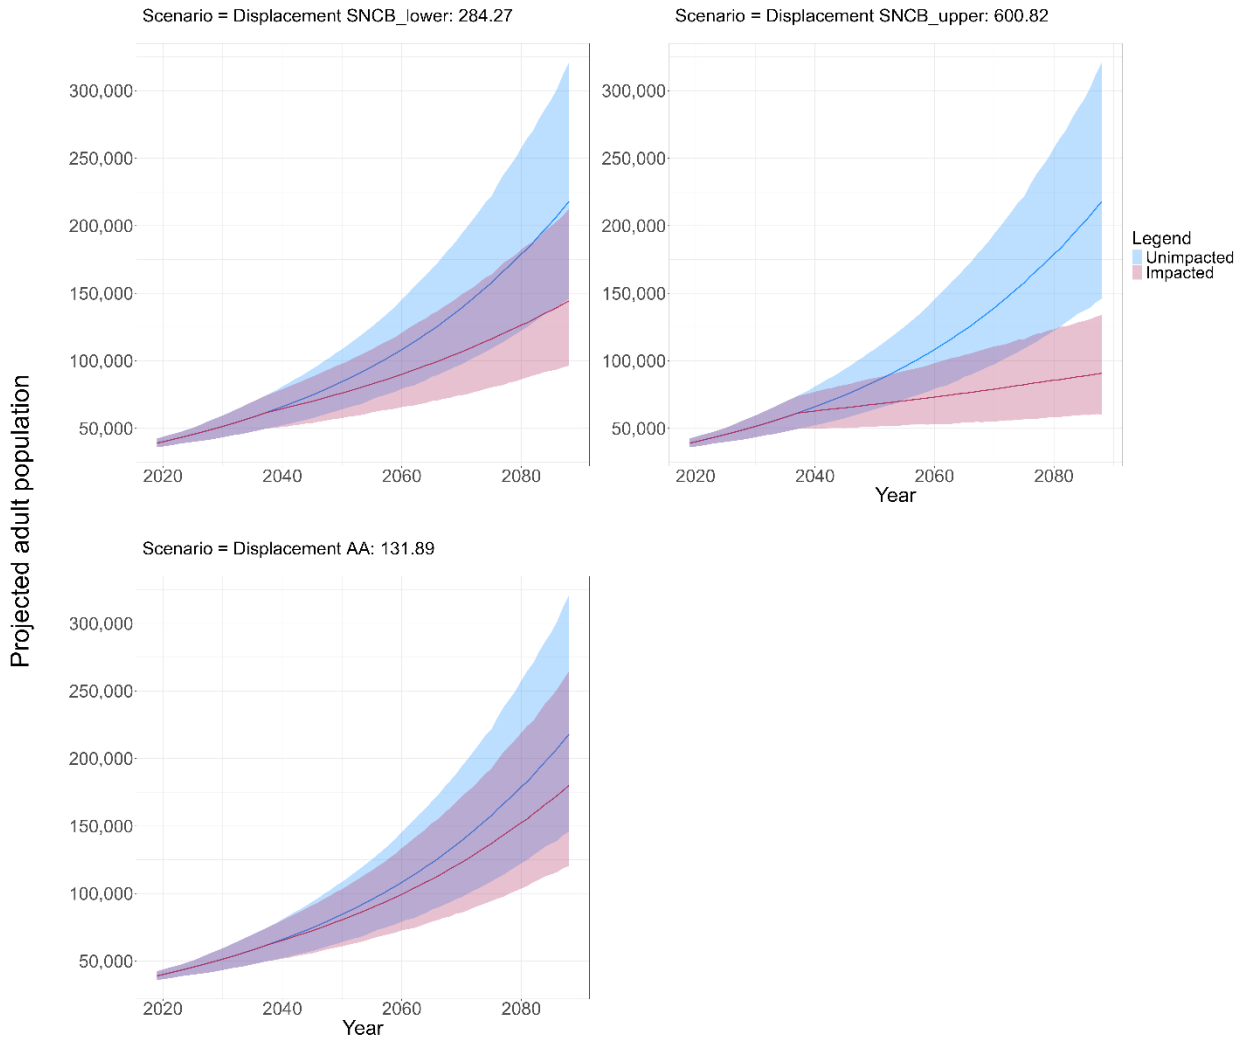 Scenario = Displacement SNCB_lower: 284.27
Scenario = Displacement SNCB_upper: 600.82
300,000
250,000
200,000
150,000
100,000
50,000
2020 2040 2060 2080
300,000
250,000
200,000
150,000
100,000
50,000
2020 2040 2060 2080
Year
Legend
Unimpacted
Impacted
Projected adult population
Scenario = Displacement AA: 131.89
300,000
250,000
200,000
150,000
100,000
50,000
2020 2040 2060 2080
Year